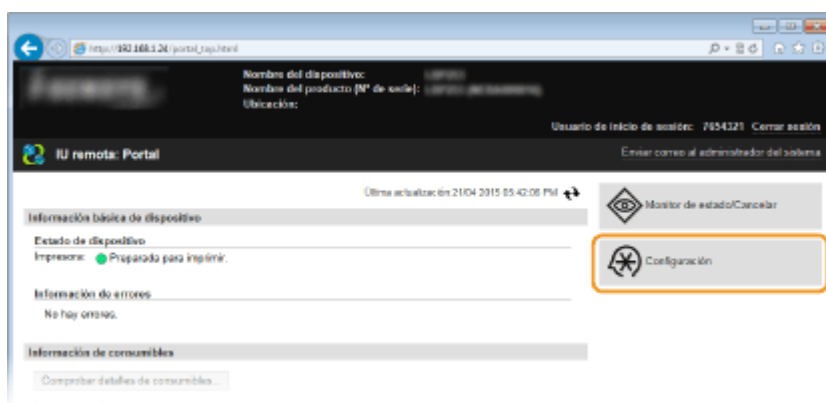 http://192.168.1.24/portal_top.html
Nombre del dispositivo:
Nombre del producto (Nº de serie):
Ubicación:
Usuario de inicio de sesión: 7654321 Cerrar sesión
IU remota: Portal
Enviar correo al administrador del sistema
Última actualización:21/04 2015 05:42:08 PM
Monitor de estado/Cancelar
Información básica de dispositivo
Estado de dispositivo
Impresora: Preparada para imprimir.
Configuración
Información de errores
No hay errores.
Información de consumibles
Comprobar detalles de consumibles...